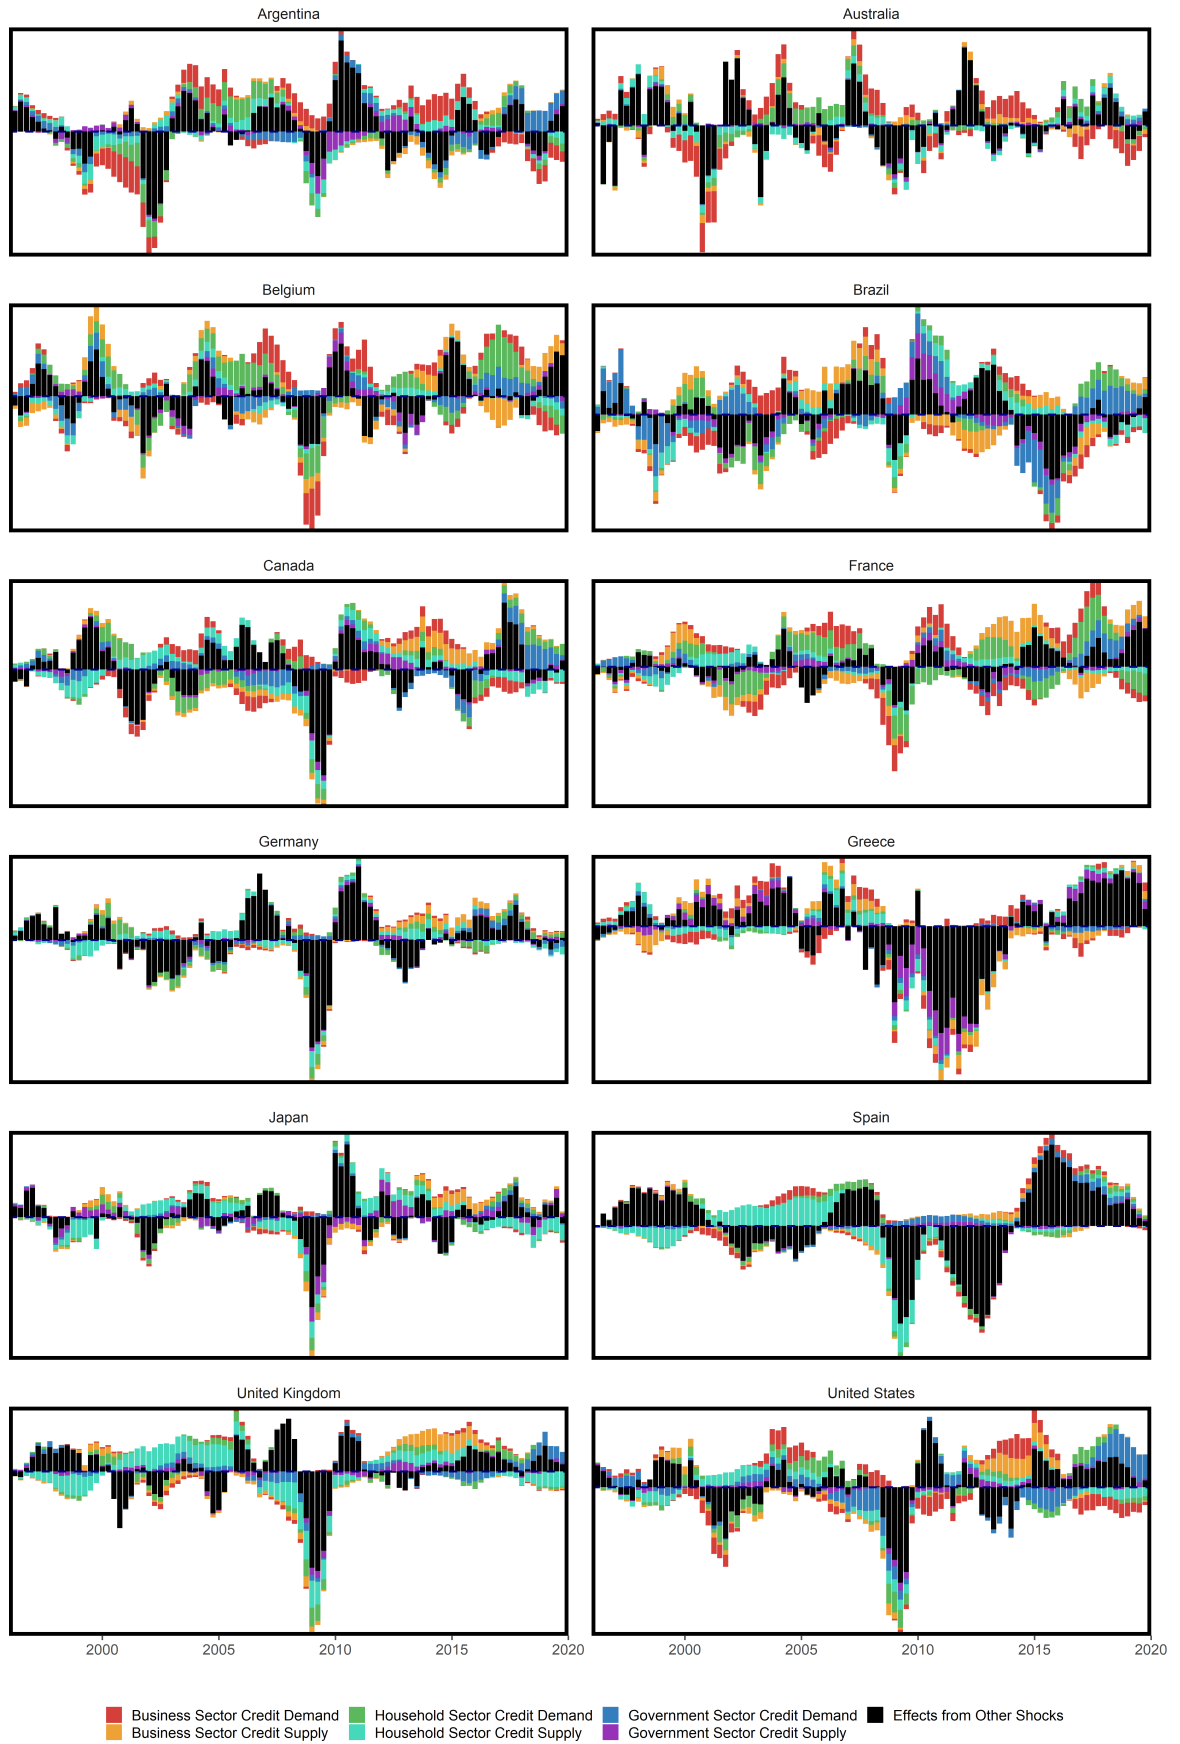 Argentina
Australia
Belgium
Brazil
Canada
France
Germany
Greece
Japan
Spain
United Kingdom
United States
2000 2005 2010 2015 2020
2000 2005 2010 2015 2020
Business Sector Credit Demand Household Sector Credit Demand Government Sector Credit Demand Effects from Other Shocks
Business Sector Credit Supply Household Sector Credit Supply Government Sector Credit Supply